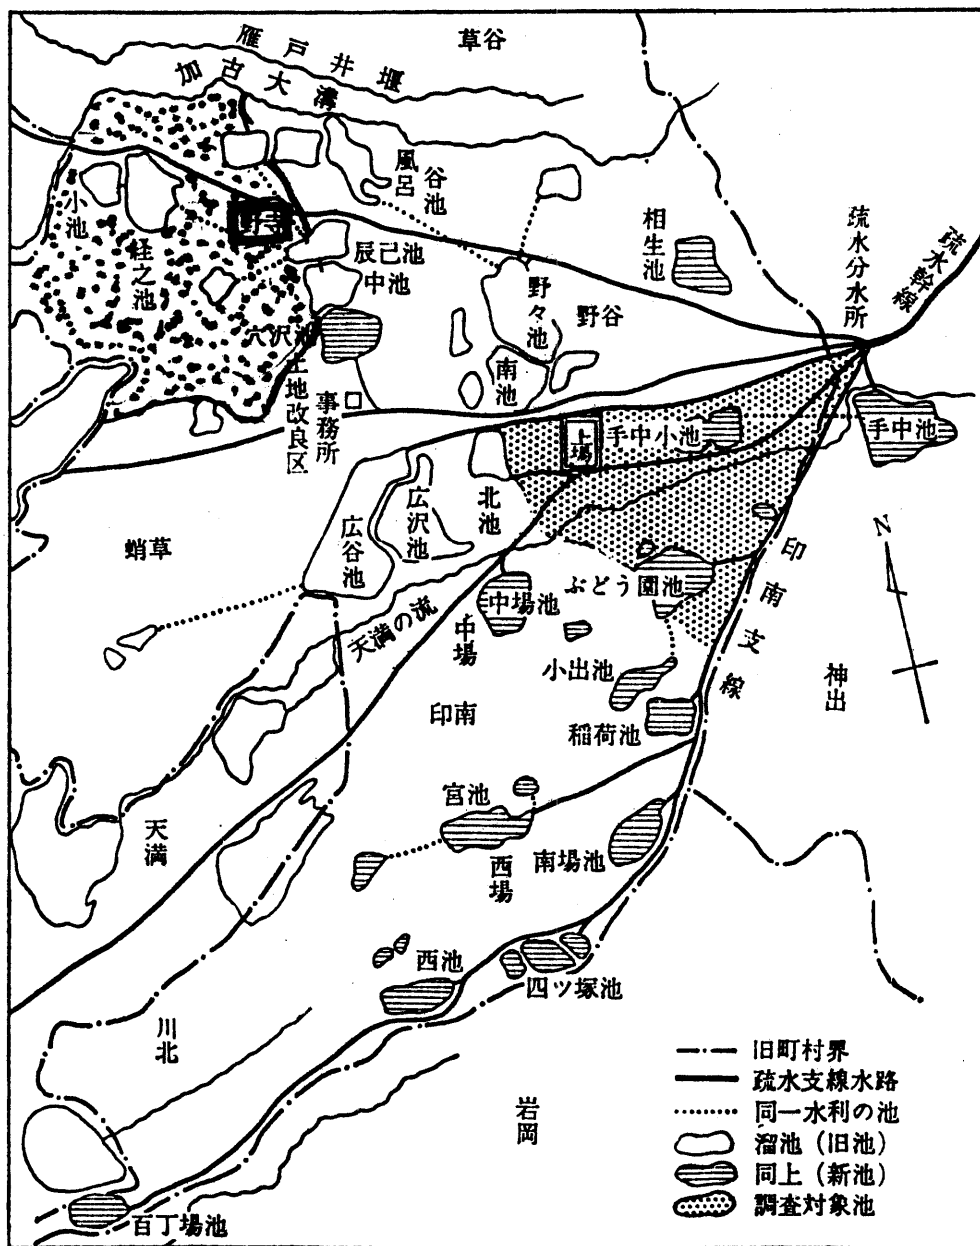 雁戸井堰
草谷
加古大溝
風呂谷池
小池
野寺
経之池
辰己池
中池
相生池
疏水分水所
疏水幹線
野々池
野谷
穴沢池
南池
土地改良区
事務所
上場
手中小池
手中池
北池
広沢池
広谷池
蛸草
印南支線
N
ぶどう園池
中場池
中場
天満の流
小出池
神出
印南
稲荷池
宮池
天満
西場
南場池
西池
四ツ塚池
川北
岩岡
百丁場池
旧町村界
疏水支線水路
同一水利の池
溜池（旧池）
同上（新池）
調査対象池